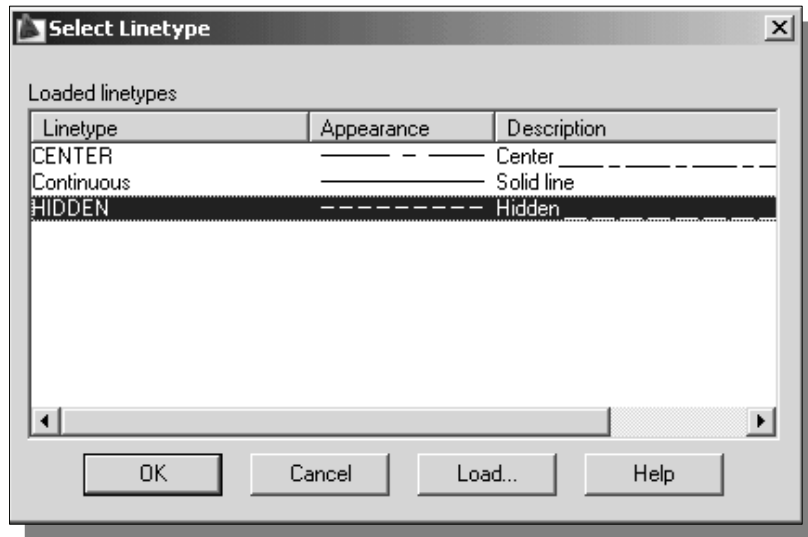 Select Linetype
Loaded linetypes
Linetype Appearance Description
CENTER Center
Continuous Solid line
HIDDEN Hidden
OK Cancel Load... Help